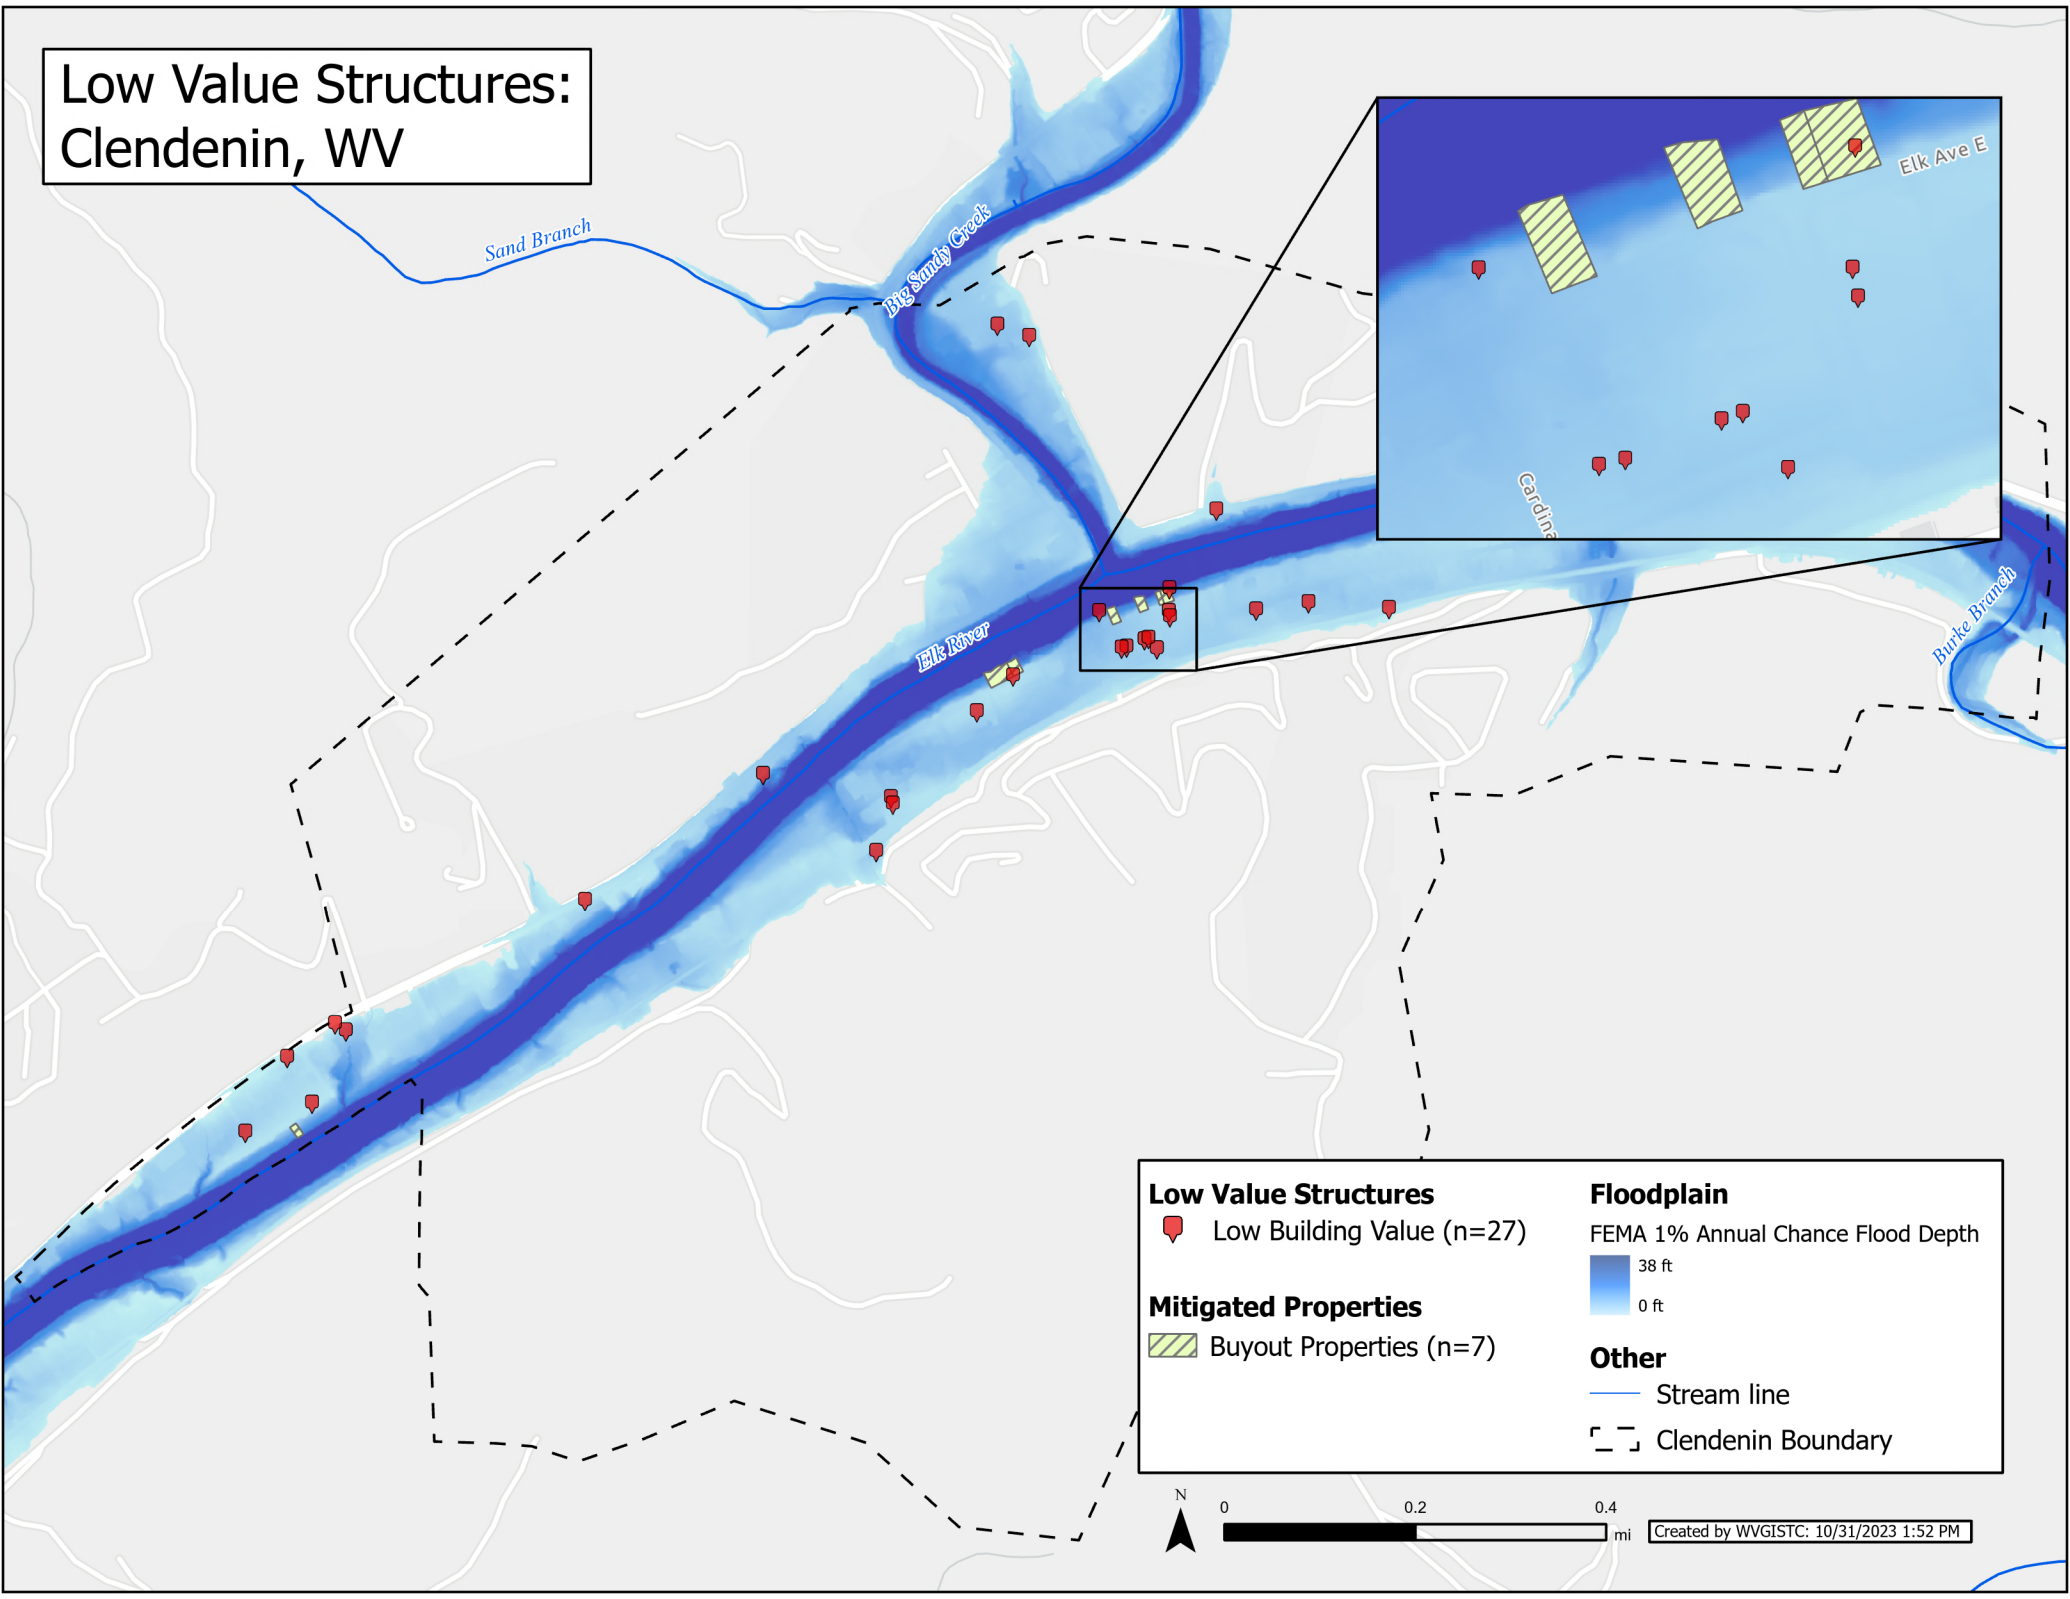 Low Value Structures:
Clendenin, WV
Sand Branch
Big Sandy Creek
Elk Ave E
Cardina
Elk River
Burke Branch
Low Value Structures
Low Building Value (n=27)
Mitigated Properties
Buyout Properties (n=7)
Floodplain
FEMA 1% Annual Chance Flood Depth
38 ft
0 ft
Other
Stream line
Clendenin Boundary
N
0 0.2 0.4
mi
Created by WVGISTC: 10/31/2023 1:52 PM